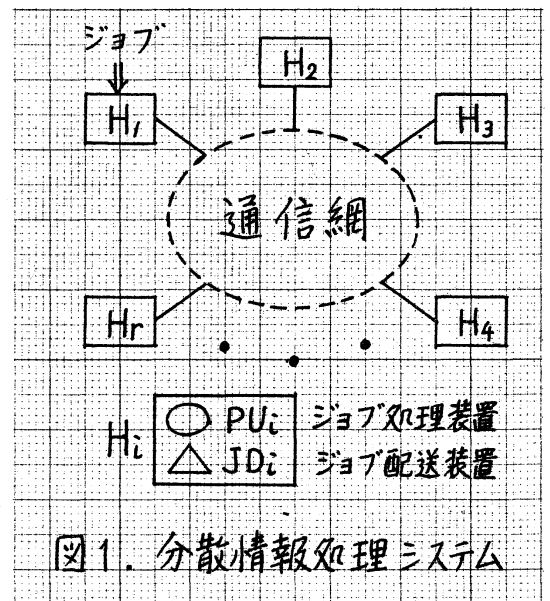 ジョブ
H2
H1
H3
通信網
Hr
H4
Hi
PUi ジョブ処理装置
JDi ジョブ配送装置
図1. 分散情報処理システム